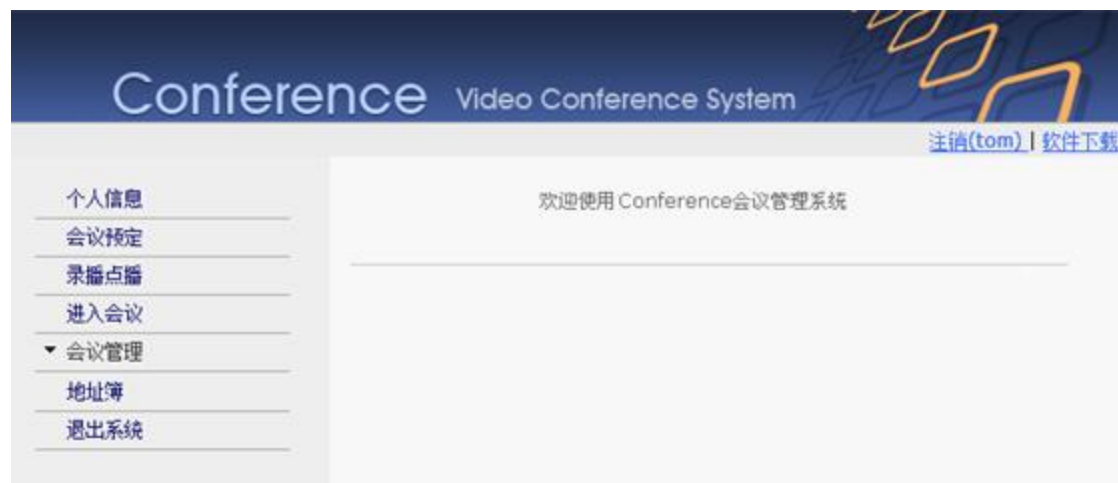 Conference Video Conference System
注销(tom) | 软件下载
个人信息
欢迎使用Conference会议管理系统
会议预定
录播点播
进入会议
会议管理
地址簿
退出系统